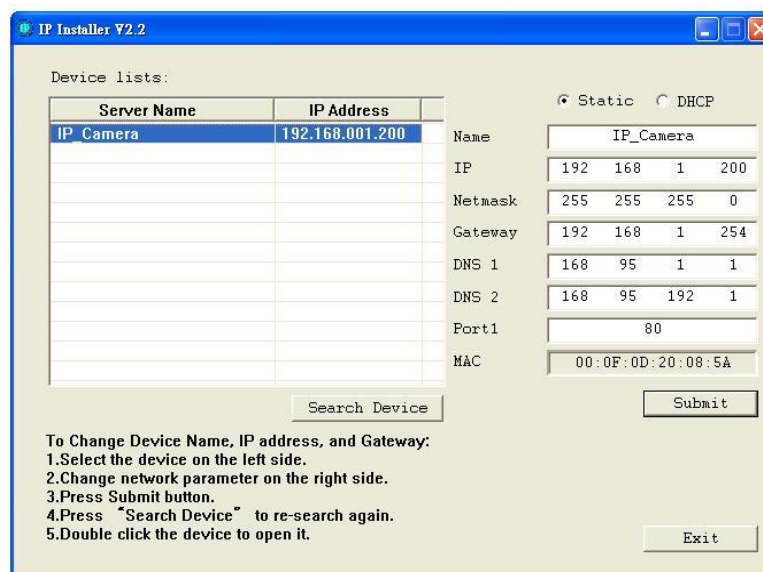 IP Installer V2.2
Device lists:
Server Name IP Address
IP_Camera 192.168.001.200
Static DHCP
Name IP_Camera
IP 192 168 1 200
Netmask 255 255 255 0
Gateway 192 168 1 254
DNS 1 168 95 1 1
DNS 2 168 95 192 1
Port1 80
MAC 00:0F:0D:20:08:5A
Search Device
Submit
To Change Device Name, IP address, and Gateway:
1.Select the device on the left side.
2.Change network parameter on the right side.
3.Press Submit button.
4.Press “Search Device” to re-search again.
5.Double click the device to open it.
Exit